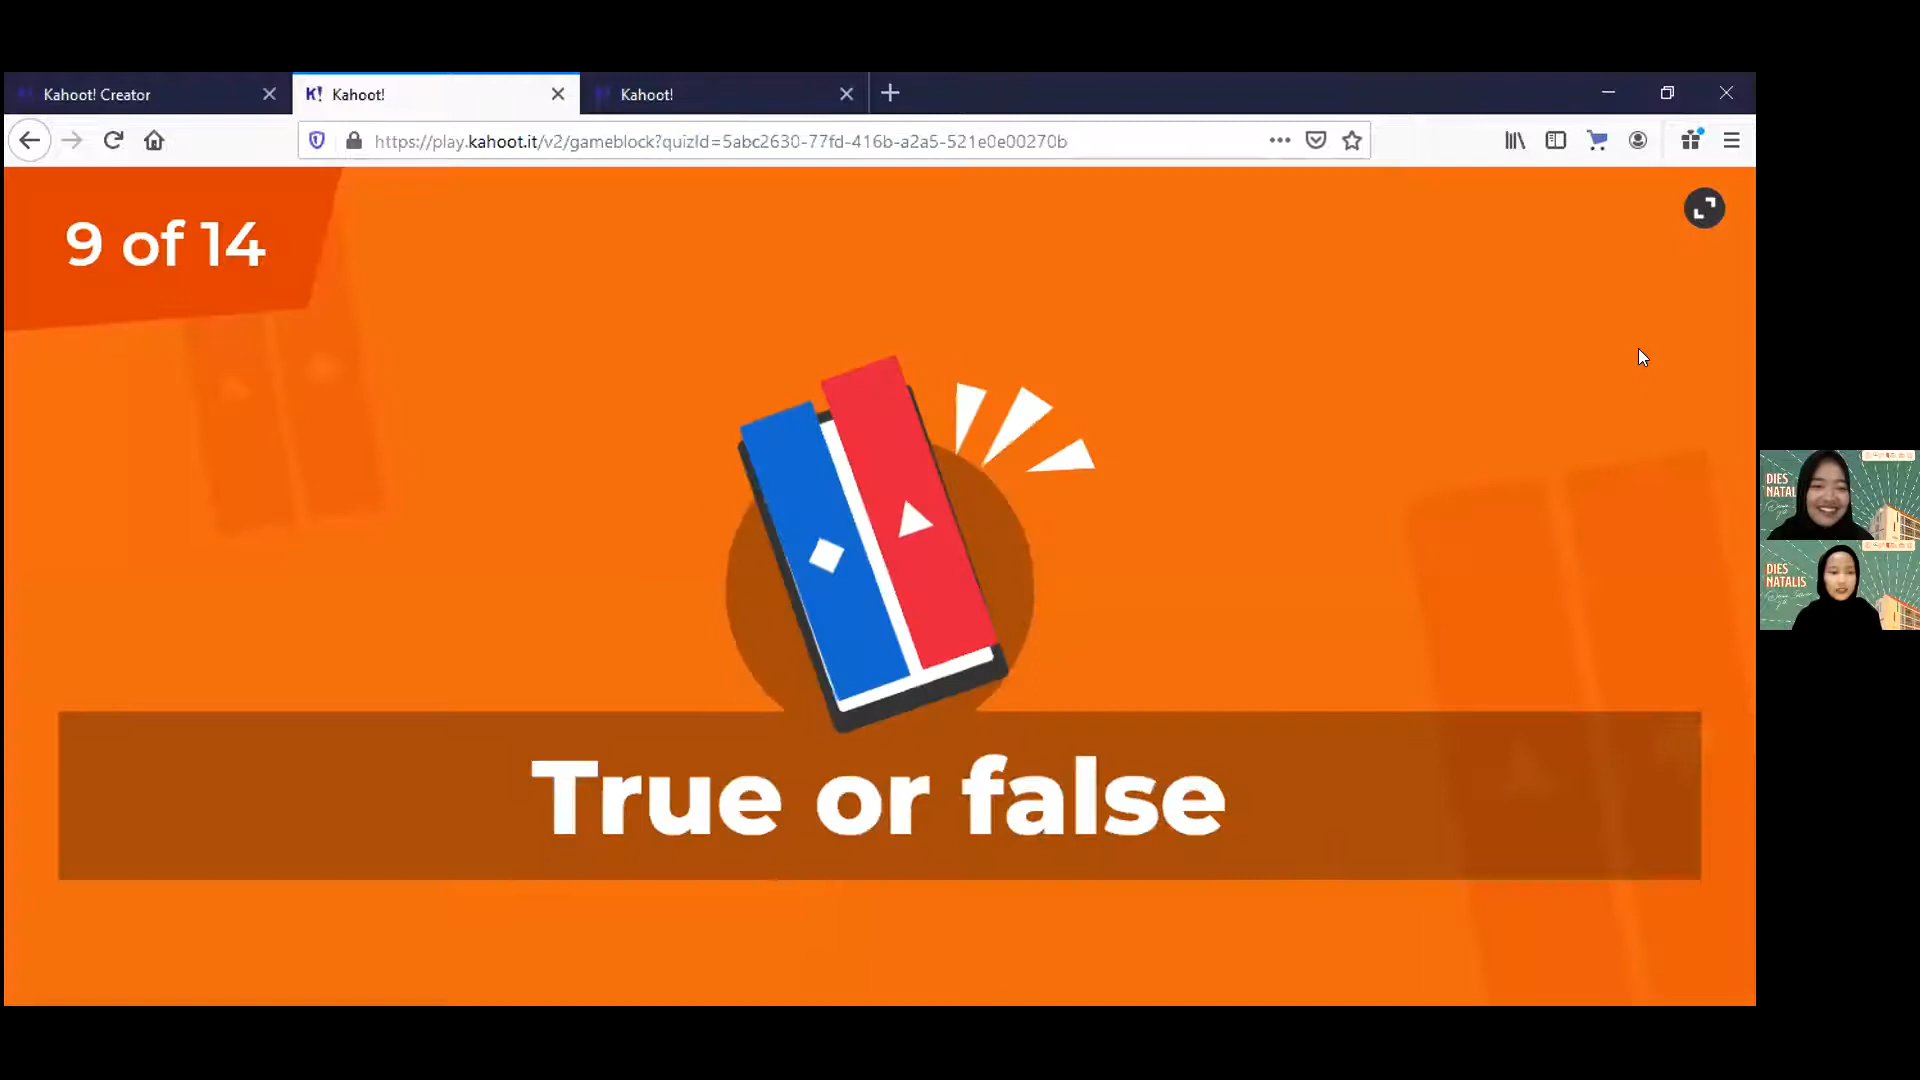 Kahoot! Creator
K! Kahoot!
Kahoot!
https://play.kahoot.it/v2/gameblock?quizId=5abc2630-77fd-416b-a2a5-521e0e00270b
9 of 14
True or false
DIES
NATAL
DIES
NATALIS